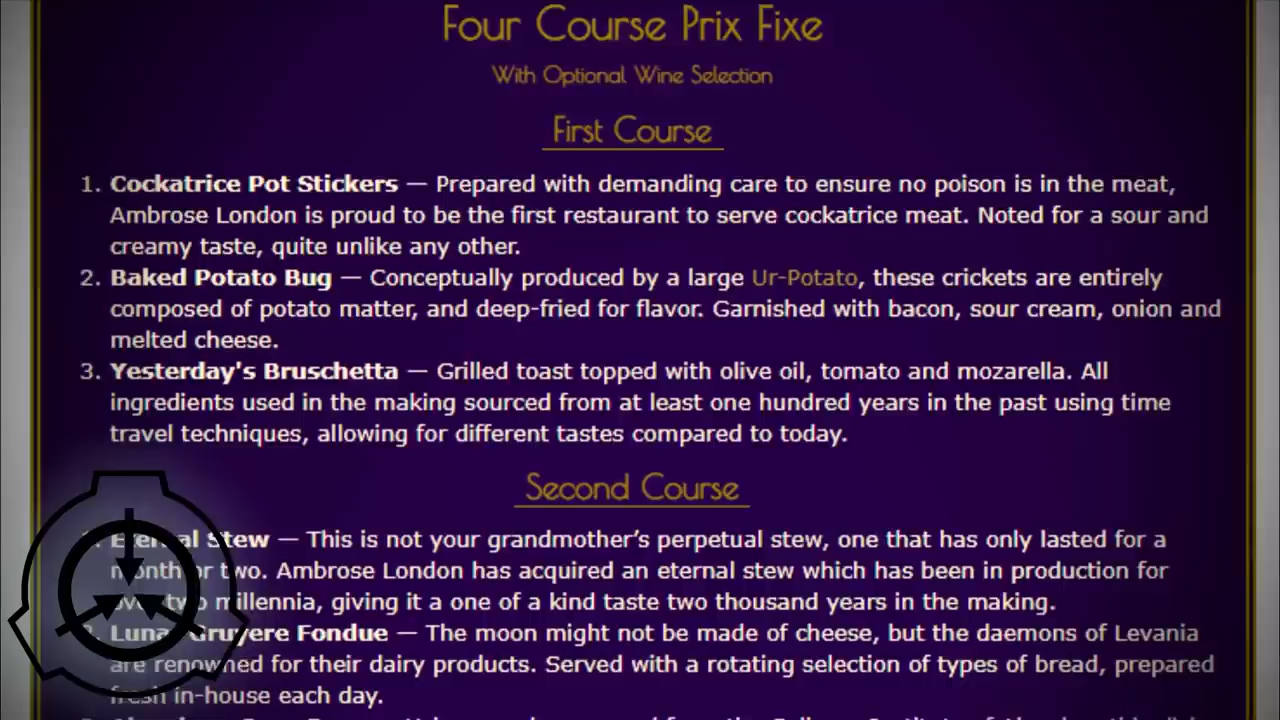 Four Course Prix Fixe
With Optional Wine Selection
First Course
1. Cockatrice Pot Stickers — Prepared with demanding care to ensure no poison is in the meat,
Ambrose London is proud to be the first restaurant to serve cockatrice meat. Noted for a sour and
creamy taste, quite unlike any other.
2. Baked Potato Bug — Conceptually produced by a large Ur-Potato, these crickets are entirely
composed of potato matter, and deep-fried for flavor. Garnished with bacon, sour cream, onion and
melted cheese.
3. Yesterday's Bruschetta — Grilled toast topped with olive oil, tomato and mozarella. All
ingredients used in the making sourced from at least one hundred years in the past using time
travel techniques, allowing for different tastes compared to today.
Second Course
1. Eternal Stew — This is not your grandmother’s perpetual stew, one that has only lasted for a
month or two. Ambrose London has acquired an eternal stew which has been in production for
over two millennia, giving it a one of a kind taste two thousand years in the making.
2. Lunar Gruyere Fondue — The moon might not be made of cheese, but the daemons of Levania
are renowned for their dairy products. Served with a rotating selection of types of bread, prepared
fresh in-house each day.